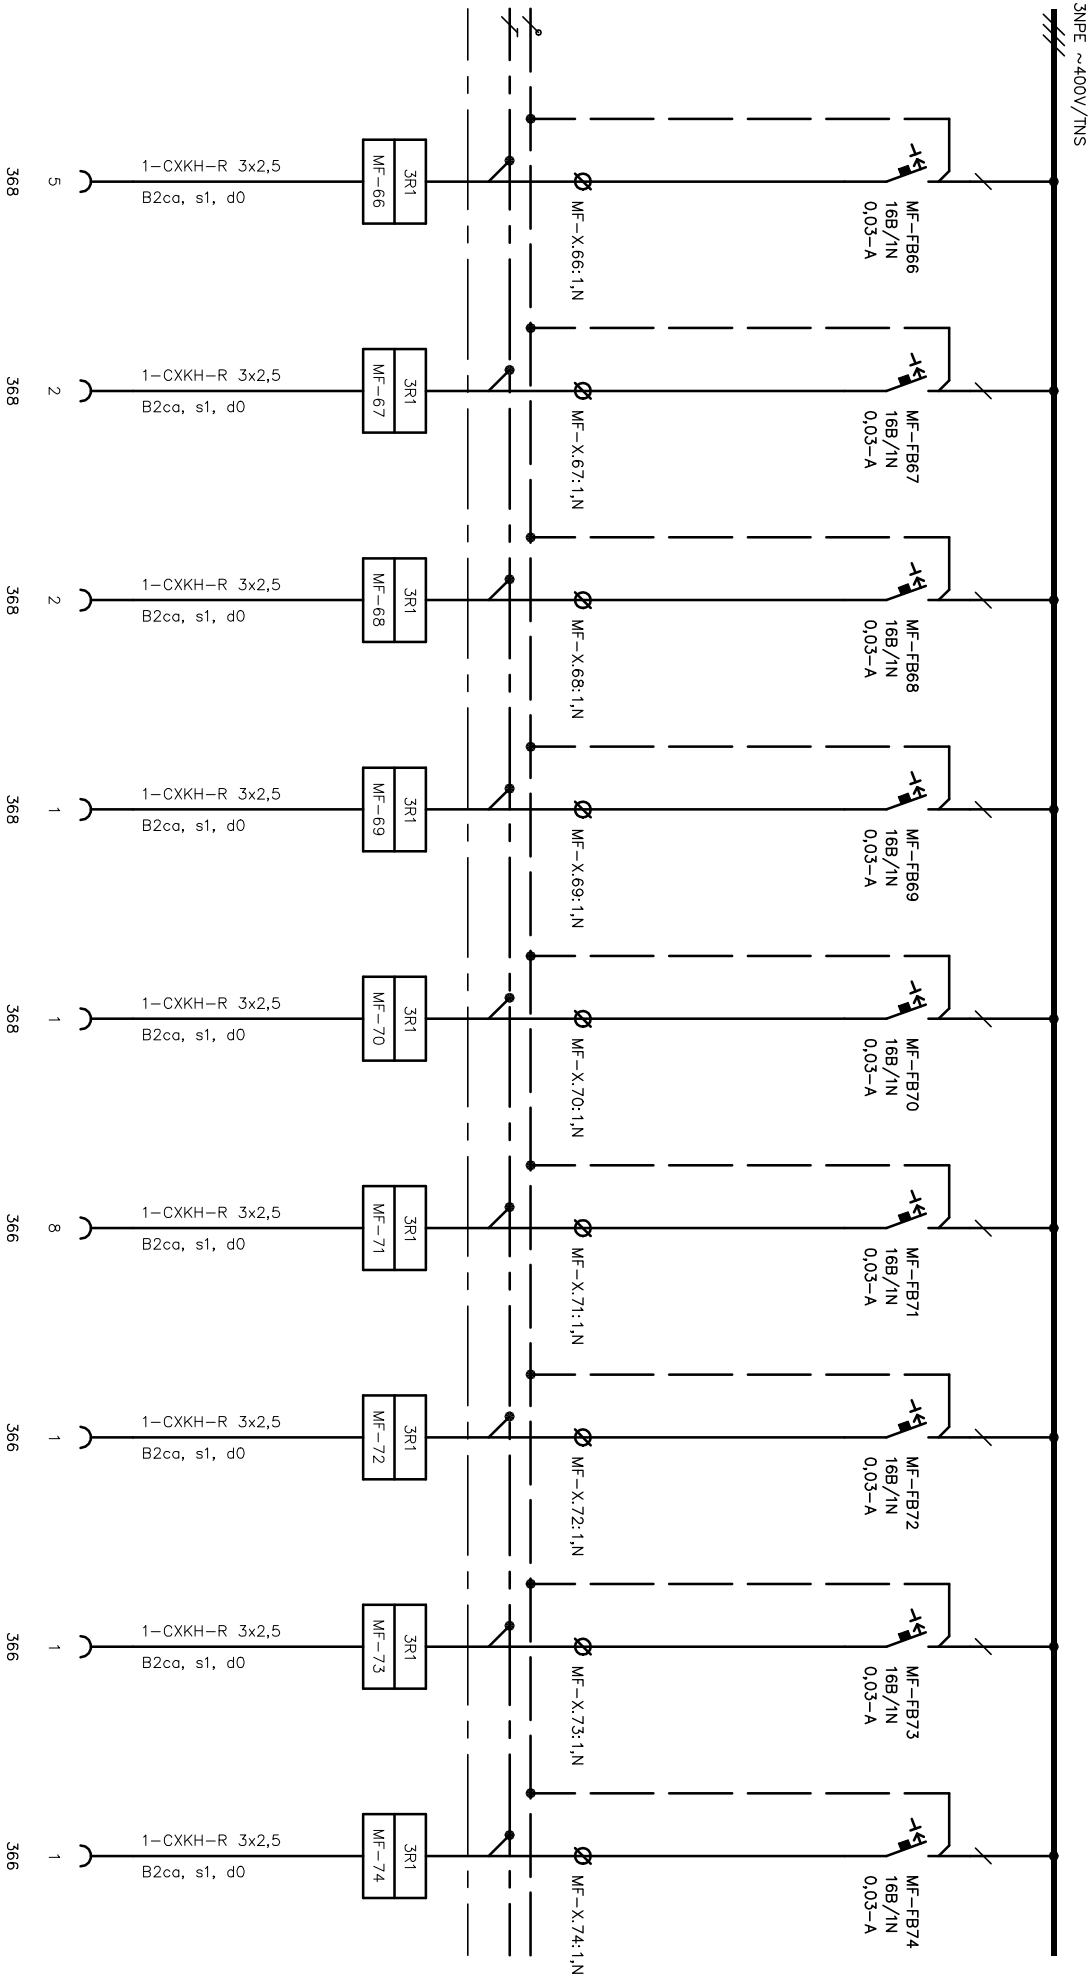 3NPE ~400V/TNS
MF-FB66
16B/1N
0,03-A
MF-X.66:1,N
3R1
MF-66
1-CXKH-R 3x2,5
B2ca, s1, d0
5
368
MF-FB67
16B/1N
0,03-A
MF-X.67:1,N
3R1
MF-67
1-CXKH-R 3x2,5
B2ca, s1, d0
2
368
MF-FB68
16B/1N
0,03-A
MF-X.68:1,N
3R1
MF-68
1-CXKH-R 3x2,5
B2ca, s1, d0
2
368
MF-FB69
16B/1N
0,03-A
MF-X.69:1,N
3R1
MF-69
1-CXKH-R 3x2,5
B2ca, s1, d0
1
368
MF-FB70
16B/1N
0,03-A
MF-X.70:1,N
3R1
MF-70
1-CXKH-R 3x2,5
B2ca, s1, d0
1
368
MF-FB71
16B/1N
0,03-A
MF-X.71:1,N
3R1
MF-71
1-CXKH-R 3x2,5
B2ca, s1, d0
8
366
MF-FB72
16B/1N
0,03-A
MF-X.72:1,N
3R1
MF-72
1-CXKH-R 3x2,5
B2ca, s1, d0
1
366
MF-FB73
16B/1N
0,03-A
MF-X.73:1,N
3R1
MF-73
1-CXKH-R 3x2,5
B2ca, s1, d0
1
366
MF-FB74
16B/1N
0,03-A
MF-X.74:1,N
3R1
MF-74
1-CXKH-R 3x2,5
B2ca, s1, d0
1
366